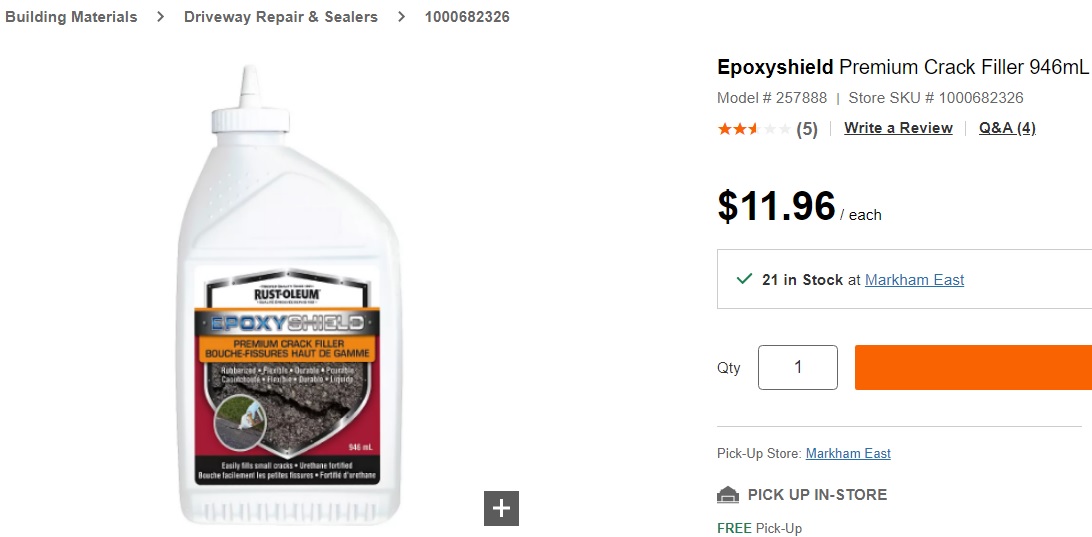 Building Materials > Driveway Repair & Sealers > 1000682326
Epoxyshield Premium Crack Filler 946mL
Model # 257888 | Store SKU # 1000682326
(5) Write a Review Q&A (4)
$11.96 / each
21 in Stock at Markham East
Qty 1
Pick-Up Store: Markham East
PICK UP IN-STORE
FREE Pick-Up
RUST-OLEUM
EPOXYSHIELD
PREMIUM CRACK FILLER
BOUCHE-FISSURES HAUT DE GAMME
Rubberized • Flexible • Durable • Pourable
Caoutchouté • Flexible • Durable • Liquide
946 mL
Easily fills small cracks • Urethane fortified
Bouche facilement les petites fissures • Fortifié d'uréthane
+